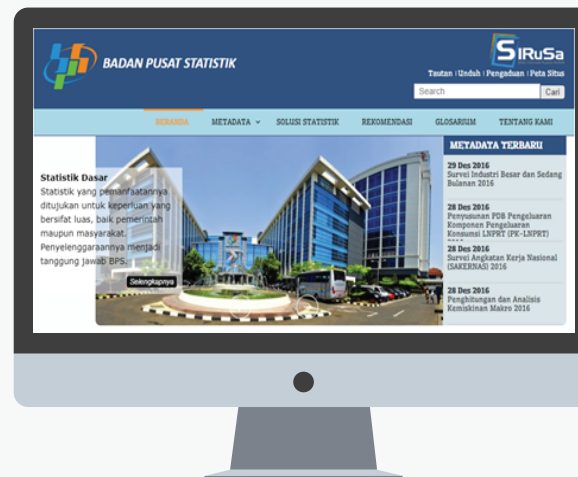 BADAN PUSAT STATISTIK
SIRuSa
Tautan | Unduh | Pengaduan | Peta Situs
Search
Cari
BERANDA METADATA SOLUSI STATISTIK REKOMENDASI GLOSARIUM TENTANG KAMI
Statistik Dasar
Statistik yang pemanfaatannya
ditujukan untuk keperluan yang
bersifat luas, baik pemerintah
maupun masyarakat.
Penyelenggaraannya menjadi
tanggung jawab BPS.
Selengkapnya
METADATA TERBARU
29 Des 2016
Survei Industri Besar dan Sedang
Bulanan 2016
28 Des 2016
Penyusunan PDB Pengeluaran
Komponen Pengeluaran
Konsumsi LNPRT (PK-LNPRT)
28 Des 2016
Survei Angkatan Kerja Nasional
(SAKERNAS) 2016
28 Des 2016
Penghitungan dan Analisis
Kemiskinan Makro 2016